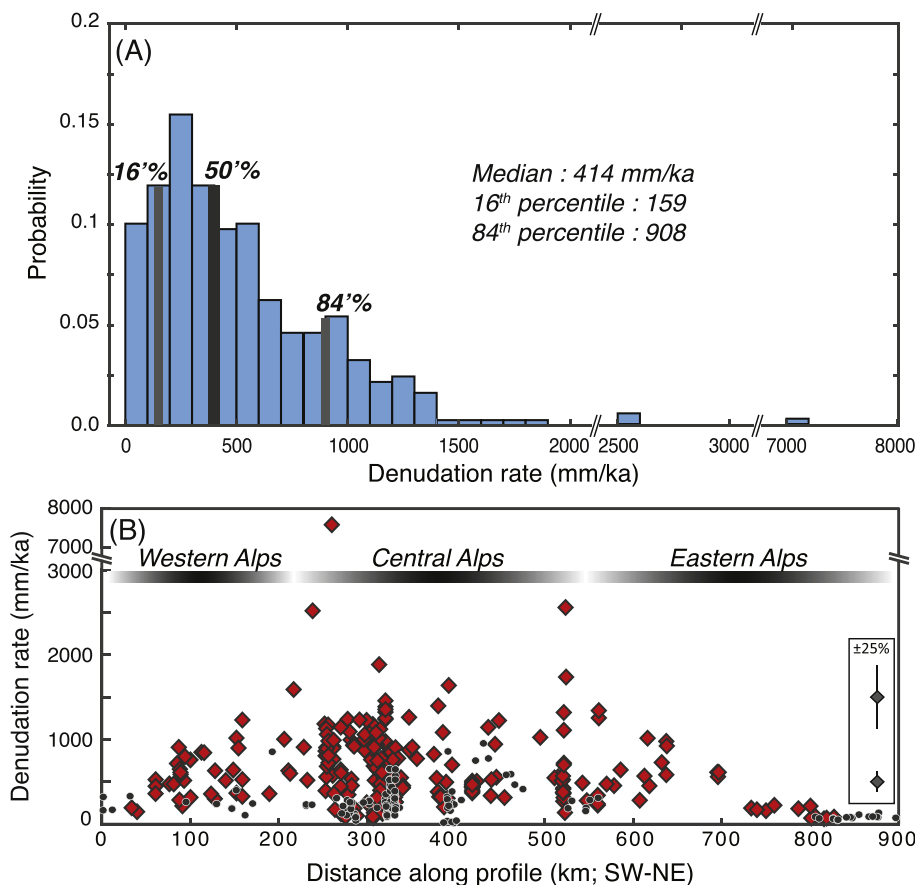 (A)
0.2
0.15
0.1
0.05
0.0
Probability
16'%
50'%
84'%
Median : 414 mm/ka
16th percentile : 159
84th percentile : 908
0 500 1000 1500 2000 2500 3000 7000 8000
Denudation rate (mm/ka)
(B)
8000
7000
3000
2000
1000
0
Denudation rate (mm/ka)
Western Alps Central Alps Eastern Alps
±25%
0 100 200 300 400 500 600 700 800 900
Distance along profile (km; SW-NE)